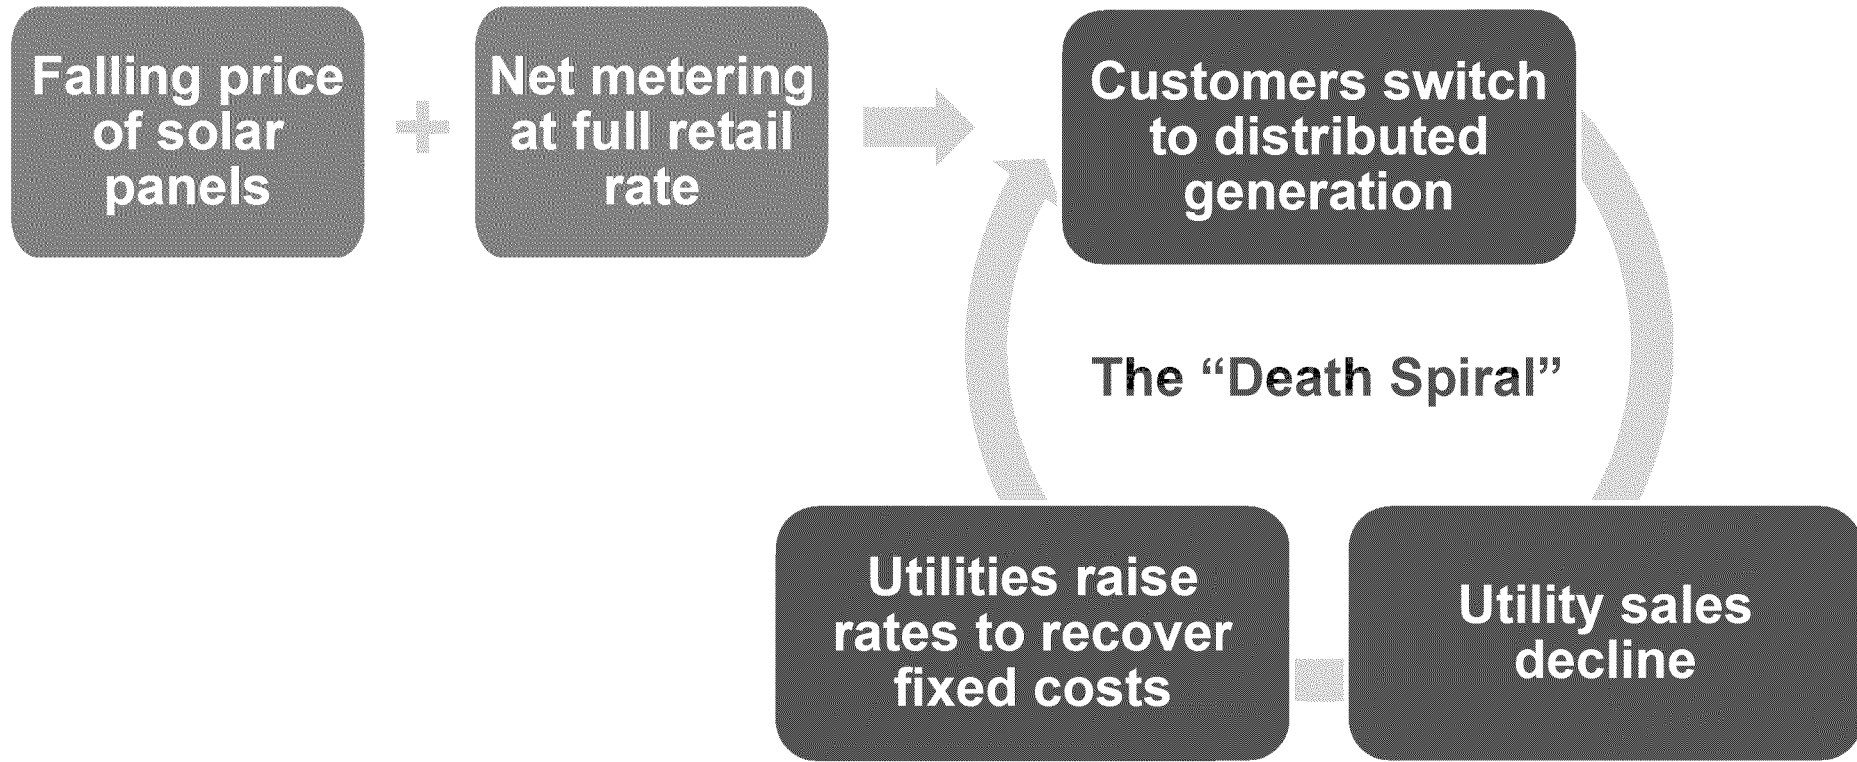 Falling price
of solar
panels
+
Net metering
at full retail
rate
Customers switch
to distributed
generation
The “Death Spiral”
Utilities raise
rates to recover
fixed costs
Utility sales
decline